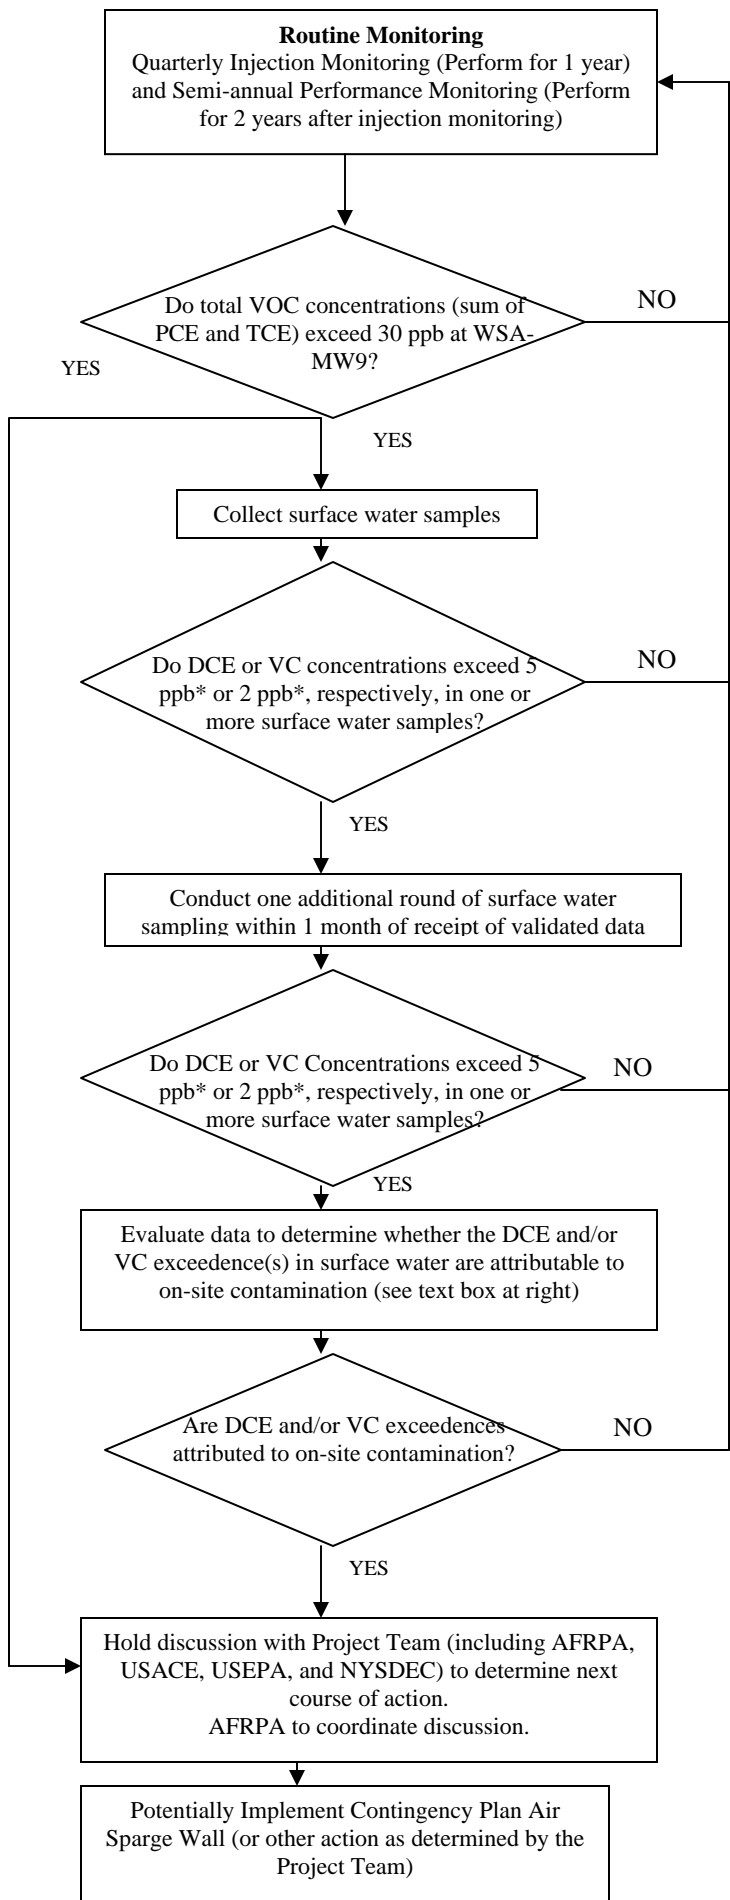 Routine Monitoring
Quarterly Injection Monitoring (Perform for 1 year)
and Semi-annual Performance Monitoring (Perform
for 2 years after injection monitoring)
Do total VOC concentrations (sum of
PCE and TCE) exceed 30 ppb at WSA-
MW9?
NO
YES
YES
Collect surface water samples
Do DCE or VC concentrations exceed 5
ppb* or 2 ppb*, respectively, in one or
more surface water samples?
NO
YES
Conduct one additional round of surface water
sampling within 1 month of receipt of validated data
Do DCE or VC Concentrations exceed 5
ppb* or 2 ppb*, respectively, in one or
more surface water samples?
NO
YES
Evaluate data to determine whether the DCE and/or
VC exceedence(s) in surface water are attributable to
on-site contamination (see text box at right)
Are DCE and/or VC exceedences
attributed to on-site contamination?
NO
YES
Hold discussion with Project Team (including AFRPA,
USACE, USEPA, and NYSDEC) to determine next
course of action.
AFRPA to coordinate discussion.
Potentially Implement Contingency Plan Air
Sparge Wall (or other action as determined by the
Project Team)